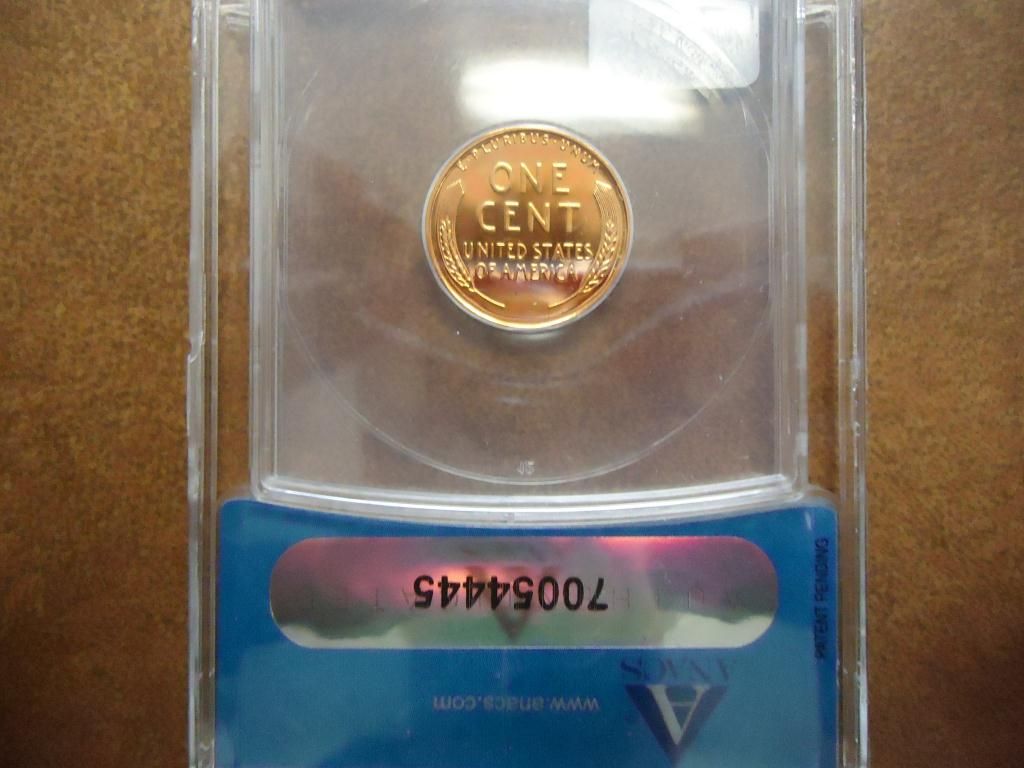 E·PLURIBUS·UNUM
ONE
CENT
UNITED STATES
OF AMERICA
PATENT PENDING
70054445
ANACS
www.anacs.com